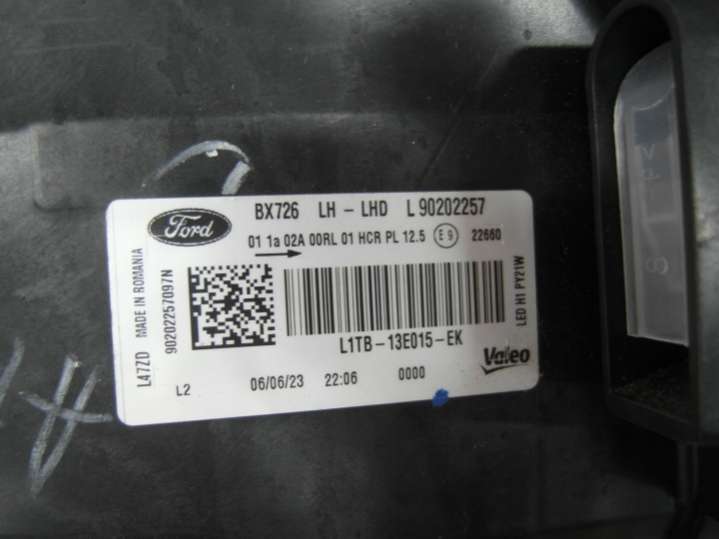 Ford
BX726 LH - LHD L 90202257
01 1a 02A 00RL 01 HCR PL 12.5 E 9 22660
L1TB-13E015-EK
Valeo
L2 06/06/23 22:06 0000
L47ZD MADE IN ROMANIA
90202257097N
LED H1 PY21W